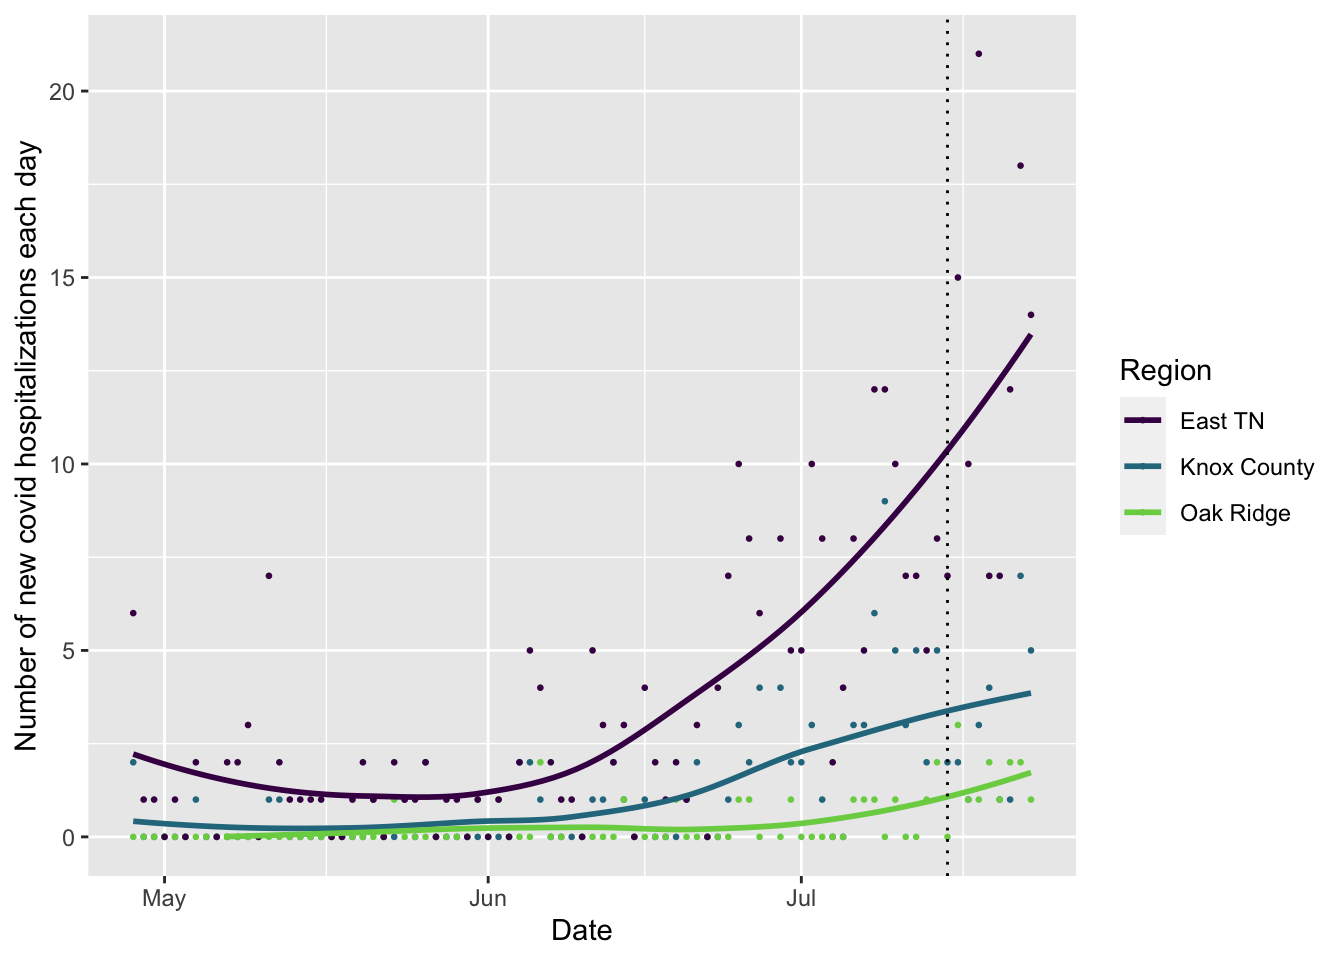 Number of new covid hospitalizations each day
20
15
10
5
0
May
Jun
Jul
Date
Region
East TN
Knox County
Oak Ridge